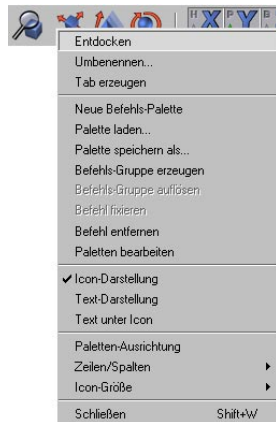 H X P Y B
Entdocken
Umbenennen...
Tab erzeugen
Neue Befehls-Palette
Palette laden...
Palette speichern als...
Befehls-Gruppe erzeugen
Befehls-Gruppe auflösen
Befehl fixieren
Befehl entfernen
Paletten bearbeiten
Icon-Darstellung
Text-Darstellung
Text unter Icon
Paletten-Ausrichtung
Zeilen/Spalten
Icon-Größe
Schließen Shift+W